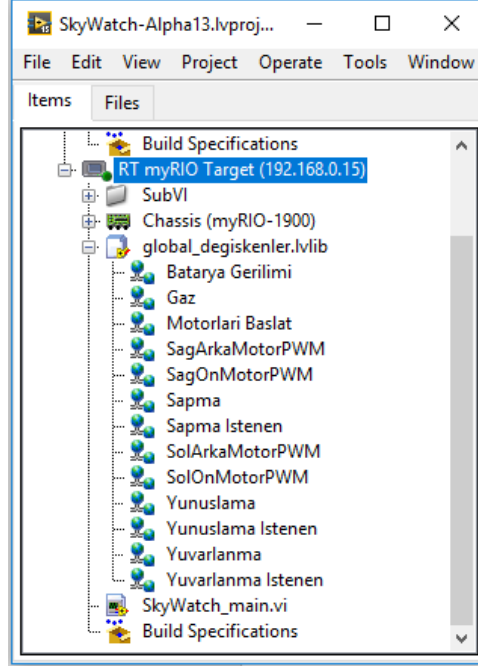 SkyWatch-Alpha13.lvproj...
File Edit View Project Operate Tools Window
Items Files
Build Specifications
RT myRIO Target (192.168.0.15)
SubVI
Chassis (myRIO-1900)
global_degiskenler.lvlib
Batarya Gerilimi
Gaz
Motorlari Baslat
SagArkaMotorPWM
SagOnMotorPWM
Sapma
Sapma Istenen
SolArkaMotorPWM
SolOnMotorPWM
Yunuslama
Yunuslama Istenen
Yuvarlanma
Yuvarlanma Istenen
SkyWatch_main.vi
Build Specifications